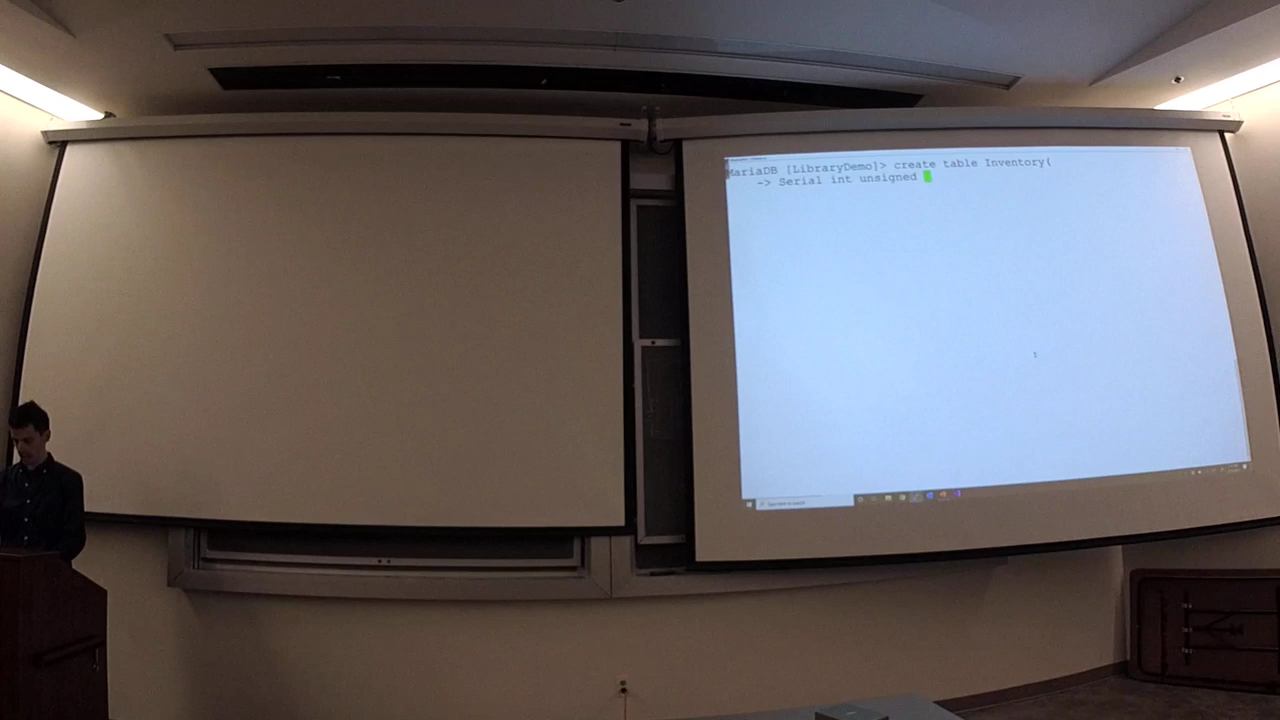 MariaDB [LibraryDemo]> create table Inventory(
-> Serial int unsigned